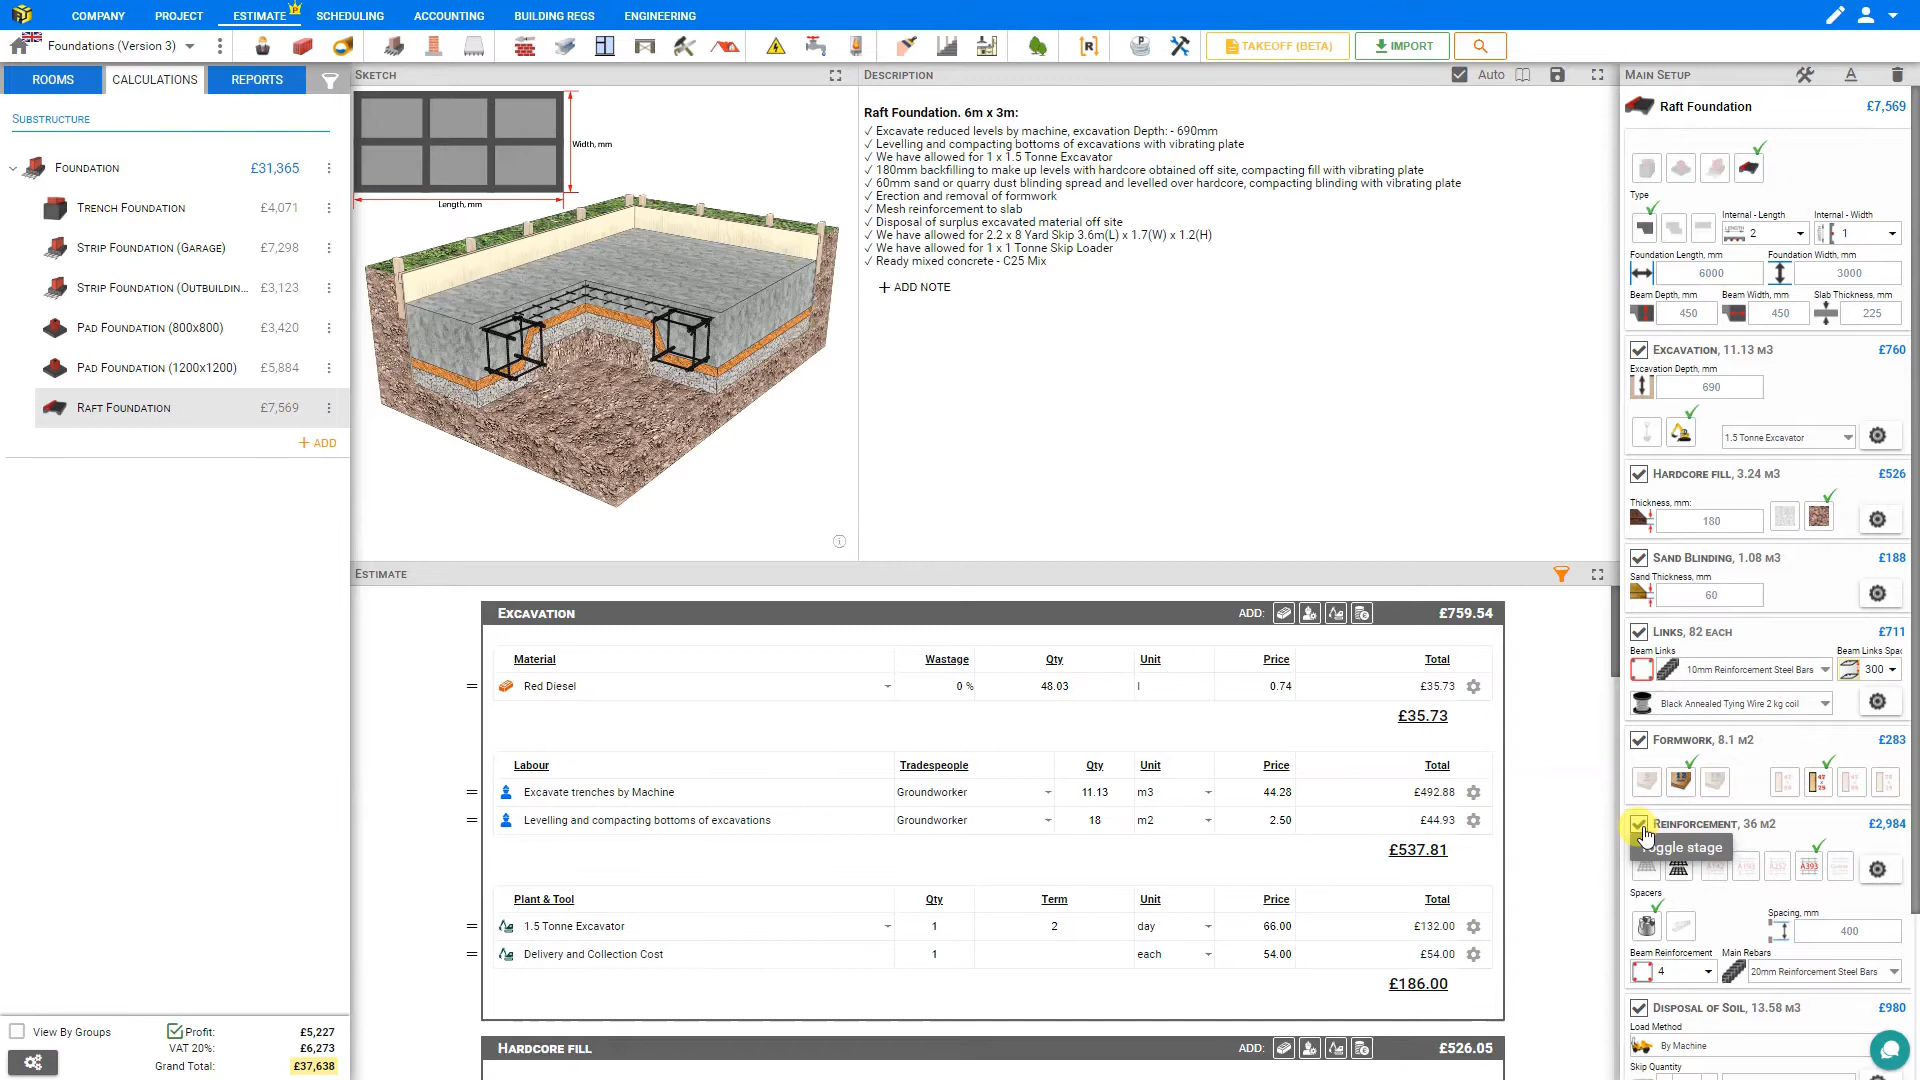 COMPANY PROJECT ESTIMATE SCHEDULING ACCOUNTING BUILDING REGS ENGINEERING
Foundations (Version 3) TAKEOFF (BETA) IMPORT
ROOMS CALCULATIONS REPORTS
SUBSTRUCTURE
FOUNDATION £31,365
TRENCH FOUNDATION £4,071
STRIP FOUNDATION (GARAGE) £7,298
STRIP FOUNDATION (OUTBUILDIN... £3,123
PAD FOUNDATION (800X800) £3,420
PAD FOUNDATION (1200X1200) £5,884
RAFT FOUNDATION £7,569
+ ADD
View By Groups
Profit: £5,227
VAT 20%: £6,273
Grand Total: £37,638
SKETCH
Width, mm
Length, mm
DESCRIPTION Auto
Raft Foundation. 6m x 3m:
✓ Excavate reduced levels by machine, excavation Depth: - 690mm
✓ Levelling and compacting bottoms of excavations with vibrating plate
✓ We have allowed for 1 x 1.5 Tonne Excavator
✓ 180mm backfilling to make up levels with hardcore obtained off site, compacting fill with vibrating plate
✓ 60mm sand or quarry dust blinding spread and levelled over hardcore, compacting blinding with vibrating plate
✓ Erection and removal of formwork
✓ Mesh reinforcement to slab
✓ Disposal of surplus excavated material off site
✓ We have allowed for 2.2 x 8 Yard Skip 3.6m(L) x 1.7(W) x 1.2(H)
✓ We have allowed for 1 x 1 Tonne Skip Loader
✓ Ready mixed concrete - C25 Mix
+ ADD NOTE
ESTIMATE
EXCAVATION ADD: £759.54
Material Wastage Qty Unit Price Total
= Red Diesel 0 % 48.03 l 0.74 £35.73
£35.73
Labour Tradespeople Qty Unit Price Total
= Excavate trenches by Machine Groundworker 11.13 m3 44.28 £492.88
= Levelling and compacting bottoms of excavations Groundworker 18 m2 2.50 £44.93
£537.81
Plant & Tool Qty Term Unit Price Total
= 1.5 Tonne Excavator 1 2 day 66.00 £132.00
= Delivery and Collection Cost 1 each 54.00 £54.00
£186.00
HARDCORE FILL ADD: £526.05
MAIN SETUP
Raft Foundation £7,569
Type
Internal - Length Internal - Width
2 1
Foundation Length, mm Foundation Width, mm
6000 3000
Beam Depth, mm Beam Width, mm Slab Thickness, mm
450 450 225
EXCAVATION, 11.13 M3 £760
Excavation Depth, mm
690
1.5 Tonne Excavator
HARDCORE FILL, 3.24 M3 £526
Thickness, mm:
180
SAND BLINDING, 1.08 M3 £188
Sand Thickness, mm
60
LINKS, 82 EACH £711
Beam Links Beam Links Spac
10mm Reinforcement Steel Bars 300
Black Annealed Tying Wire 2 kg coil
FORMWORK, 8.1 M2 £283
REINFORCEMENT, 36 M2 £2,984
Toggle stage
A142 A193 A252 A393
Spacers
Spacing, mm
400
Beam Reinforcement Main Rebars
4 20mm Reinforcement Steel Bars
DISPOSAL OF SOIL, 13.58 M3 £980
Load Method
By Machine
Skip Quantity